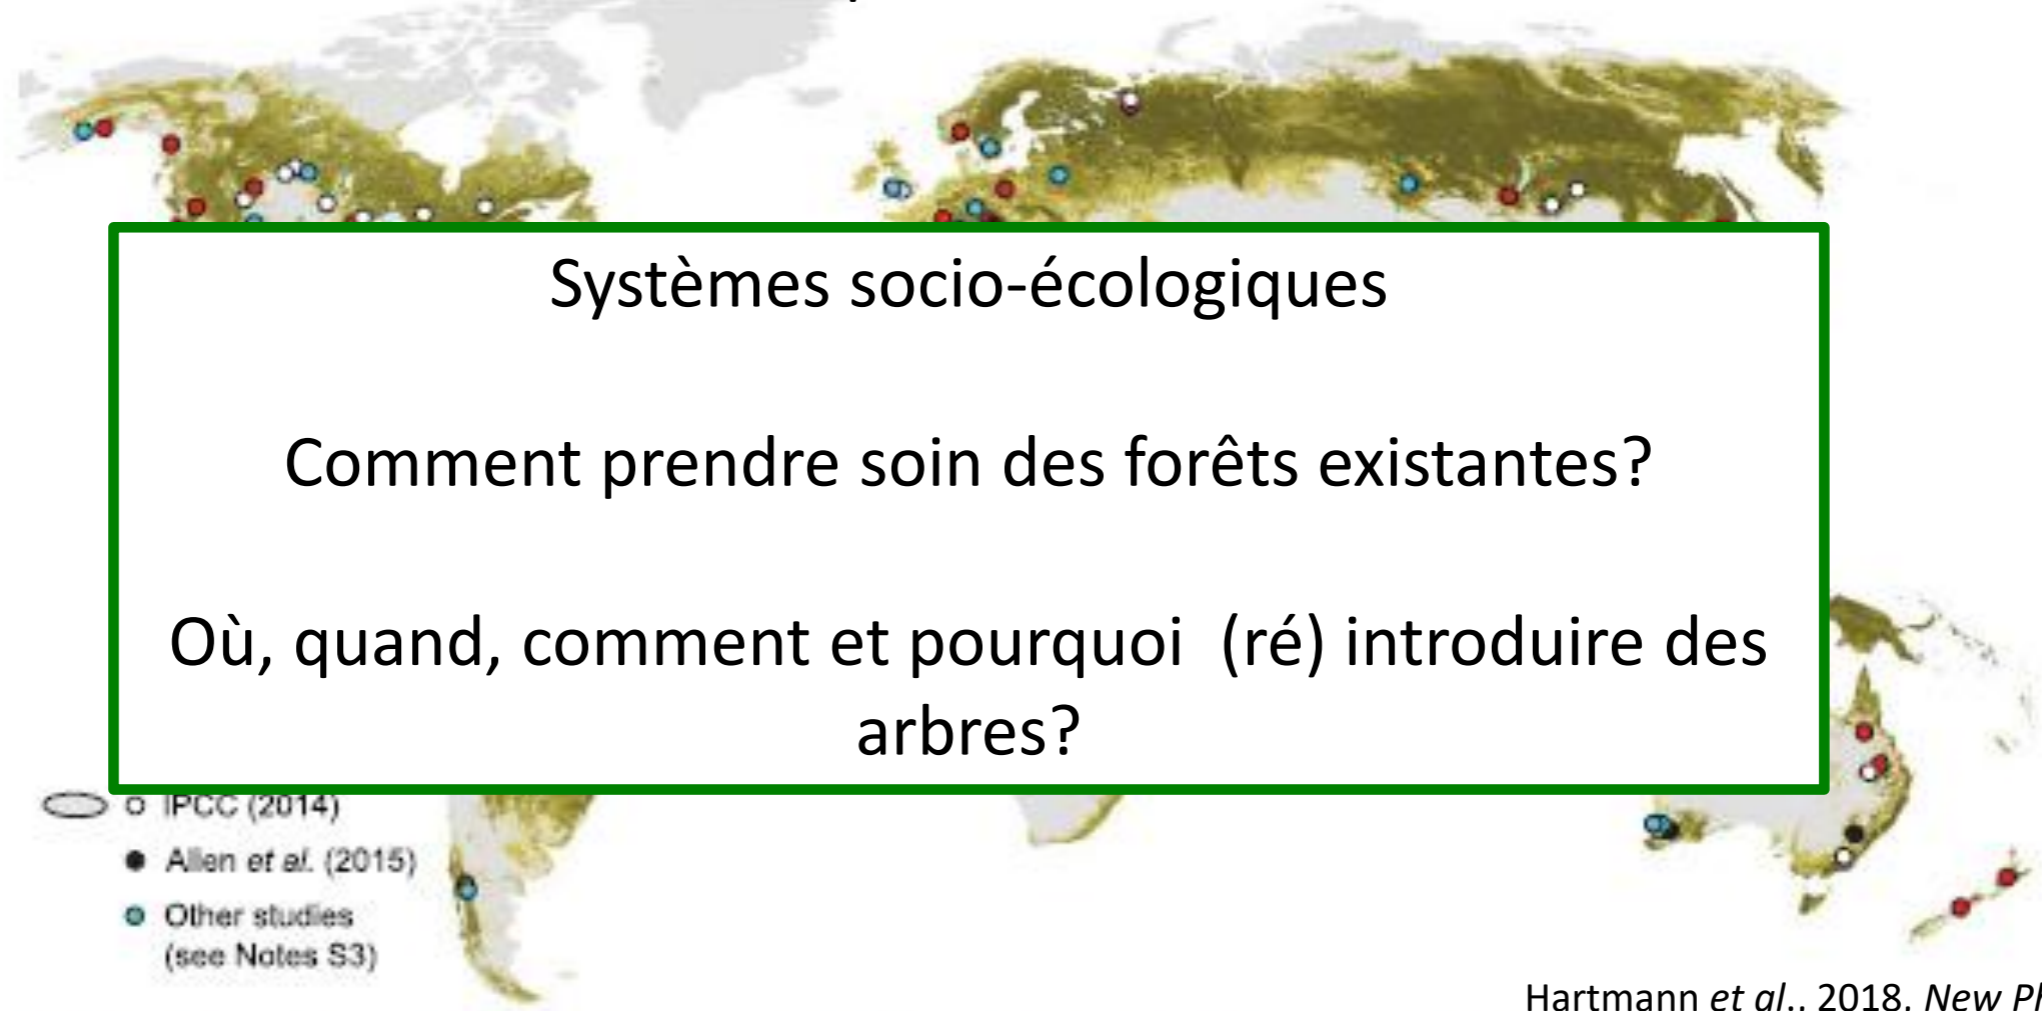 Systèmes socio-écologiques
Comment prendre soin des forêts existantes?
Où, quand, comment et pourquoi  (ré) introduire des
arbres?
IPCC (2014)
Allen et al. (2015)
Other studies
(see Notes S3)
Hartmann et al., 2018. New